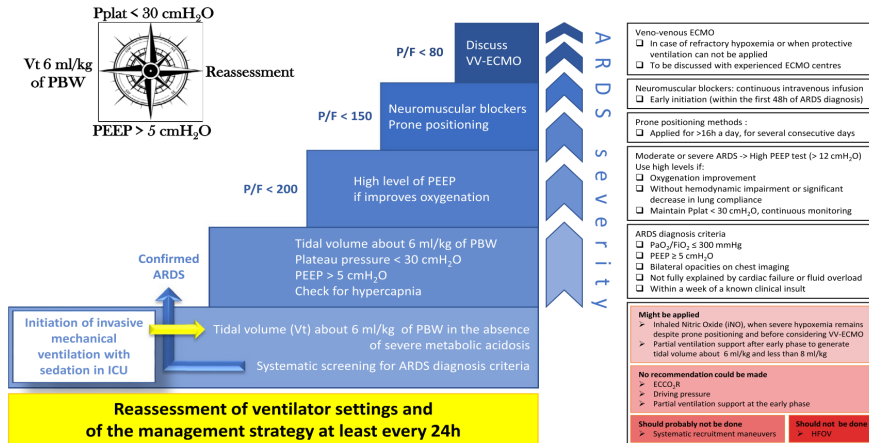 Pplat < 30 cmH₂O
Vt 6 ml/kg
of PBW
Reassessment
PEEP > 5 cmH₂O
P/F < 80
Discuss
VV-ECMO
P/F < 150
Neuromuscular blockers
Prone positioning
P/F < 200
High level of PEEP
if improves oxygenation
Confirmed
ARDS
Tidal volume about 6 ml/kg of PBW
Plateau pressure < 30 cmH₂O
PEEP > 5 cmH₂O
Check for hypercapnia
Initiation of invasive
mechanical
ventilation with
sedation in ICU
Tidal volume (Vt) about 6 ml/kg of PBW in the absence
of severe metabolic acidosis
Systematic screening for ARDS diagnosis criteria
Reassessment of ventilator settings and
of the management strategy at least every 24h
ARDS severity
Veno-venous ECMO
❑ In case of refractory hypoxemia or when protective
ventilation can not be applied
❑ To be discussed with experienced ECMO centres
Neuromuscular blockers: continuous intravenous infusion
❑ Early initiation (within the first 48h of ARDS diagnosis)
Prone positioning methods :
❑ Applied for >16h a day, for several consecutive days
Moderate or severe ARDS -> High PEEP test (> 12 cmH₂O)
Use high levels if:
❑ Oxygenation improvement
❑ Without hemodynamic impairment or significant
decrease in lung compliance
❑ Maintain Pplat < 30 cmH₂O, continuous monitoring
ARDS diagnosis criteria
❑ PaO₂/FiO₂ ≤ 300 mmHg
❑ PEEP ≥ 5 cmH₂O
❑ Bilateral opacities on chest imaging
❑ Not fully explained by cardiac failure or fluid overload
❑ Within a week of a known clinical insult
Might be applied
➢ Inhaled Nitric Oxide (iNO), when severe hypoxemia remains
despite prone positioning and before considering VV-ECMO
➢ Partial ventilation support after early phase to generate
tidal volume about 6 ml/kg and less than 8 ml/kg
No recommendation could be made
➢ ECCO₂R
➢ Driving pressure
➢ Partial ventilation support at the early phase
Should probably not be done
➢ Systematic recruitment maneuvers
Should not be done
➢ HFOV